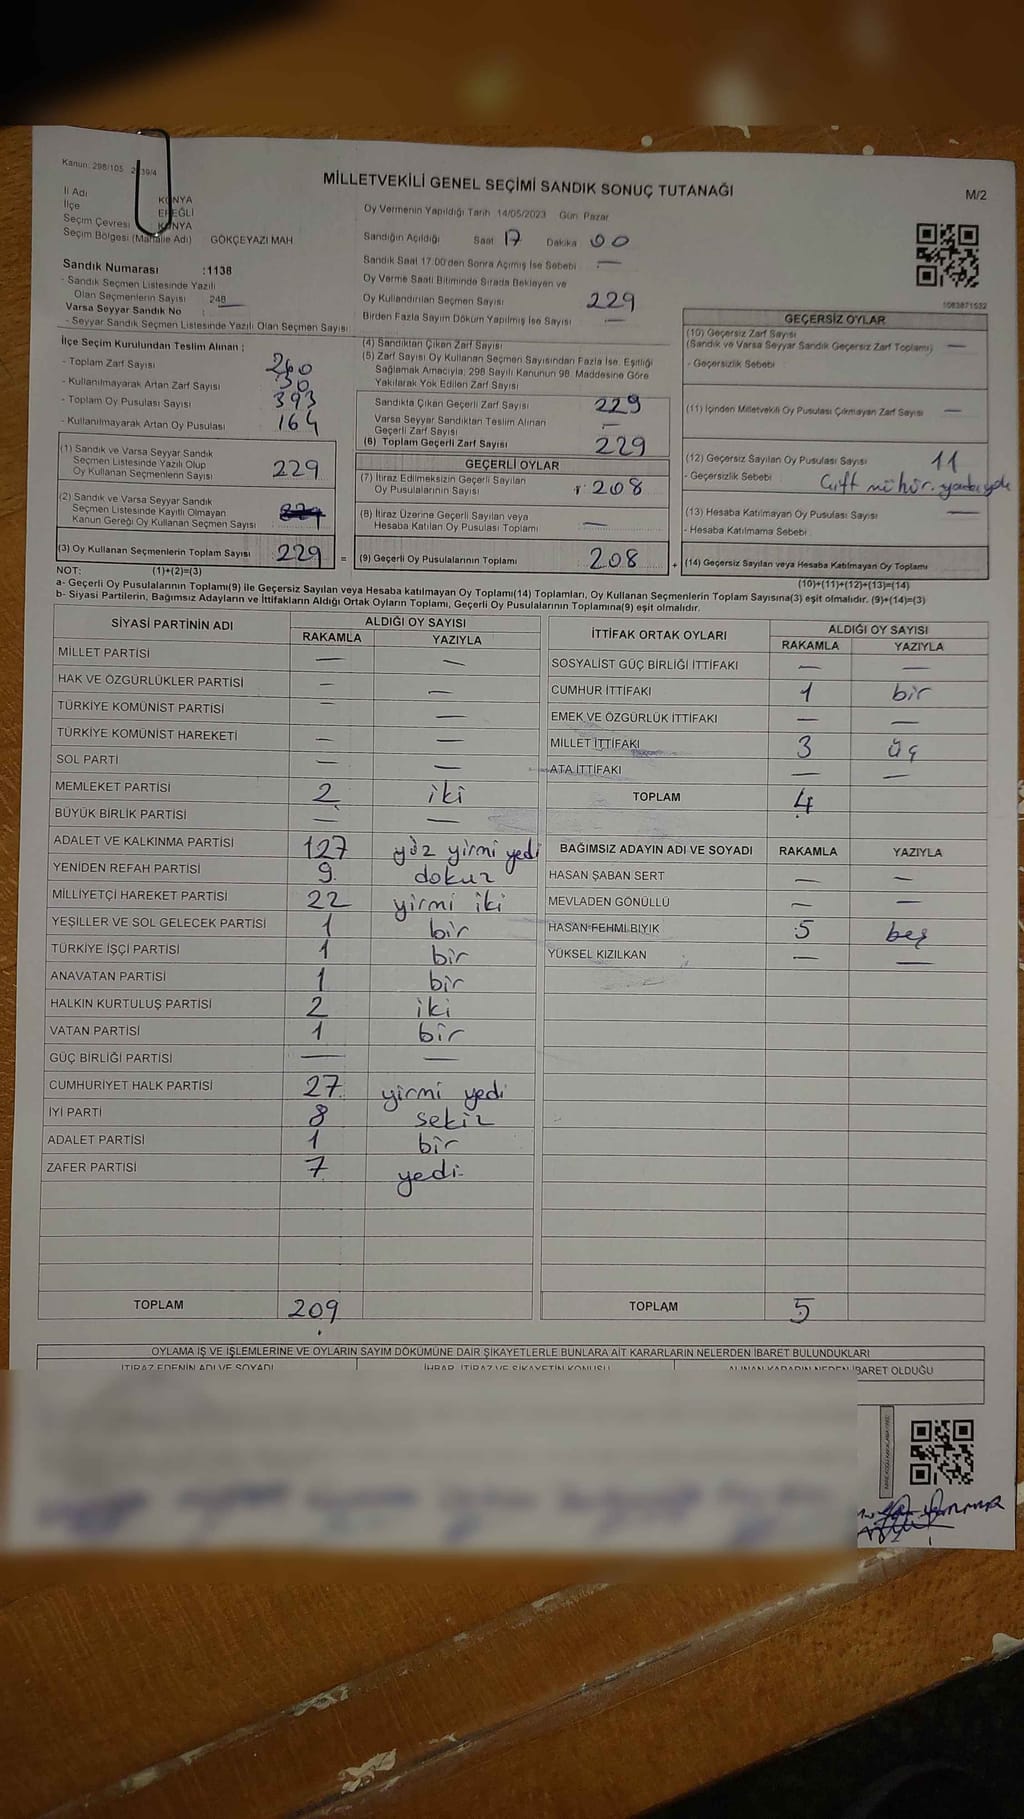 Kanun: 298/105 2839/4
MİLLETVEKİLİ GENEL SEÇİMİ SANDIK SONUÇ TUTANAĞI
M/2
İl Adı KONYA
İlçe EREĞLİ
Seçim Çevresi KONYA
Seçim Bölgesi (Mahalle Adı) GÖKÇEYAZI MAH
Oy Vermenin Yapıldığı Tarih 14/05/2023 Gün Pazar
Sandığın Açıldığı Saat 17 Dakika 00
Sandık Saat 17:00'den Sonra Açılmış İse Sebebi —
Oy Verme Saati Bitiminde Sırada Bekleyen ve
Oy Kullandırılan Seçmen Sayısı 229
Birden Fazla Sayım Döküm Yapılmış İse Sayısı —
1083871532
Sandık Numarası :1138
- Sandık Seçmen Listesinde Yazılı
Olan Seçmenlerin Sayısı 248
Varsa Seyyar Sandık No
- Seyyar Sandık Seçmen Listesinde Yazılı Olan Seçmen Sayısı
İlçe Seçim Kurulundan Teslim Alınan ;
- Toplam Zarf Sayısı 260
- Kullanılmayarak Artan Zarf Sayısı 30
- Toplam Oy Pusulası Sayısı 393
- Kullanılmayarak Artan Oy Pusulası 164
(1) Sandık ve Varsa Seyyar Sandık
Seçmen Listesinde Yazılı Olup
Oy Kullanan Seçmenlerin Sayısı 229
(2) Sandık ve Varsa Seyyar Sandık
Seçmen Listesinde Kayıtlı Olmayan
Kanun Gereği Oy Kullanan Seçmen Sayısı
(3) Oy Kullanan Seçmenlerin Toplam Sayısı 229 =
(4) Sandıktan Çıkan Zarf Sayısı
(5) Zarf Sayısı Oy Kullanan Seçmen Sayısından Fazla İse, Eşitliği
Sağlamak Amacıyla; 298 Sayılı Kanunun 98. Maddesine Göre
Yakılarak Yok Edilen Zarf Sayısı
Sandıkta Çıkan Geçerli Zarf Sayısı 229
Varsa Seyyar Sandıktan Teslim Alınan
Geçerli Zarf Sayısı —
(6) Toplam Geçerli Zarf Sayısı 229
GEÇERLİ OYLAR
(7) İtiraz Edilmeksizin Geçerli Sayılan
Oy Pusulalarının Sayısı 208
(8) İtiraz Üzerine Geçerli Sayılan veya
Hesaba Katılan Oy Pusulası Toplamı —
(9) Geçerli Oy Pusulalarının Toplamı 208 +
GEÇERSİZ OYLAR
(10) Geçersiz Zarf Sayısı
(Sandık ve Varsa Seyyar Sandık Geçersiz Zarf Toplamı) —
- Geçersizlik Sebebi
(11) İçinden Milletvekili Oy Pusulası Çıkmayan Zarf Sayısı —
(12) Geçersiz Sayılan Oy Pusulası Sayısı 11
- Geçersizlik Sebebi Çift mühür.
(13) Hesaba Katılmayan Oy Pusulası Sayısı —
- Hesaba Katılmama Sebebi
(14) Geçersiz Sayılan veya Hesaba Katılmayan Oy Toplamı
NOT: (1)+(2)=(3)
(10)+(11)+(12)+(13)=(14)
a- Geçerli Oy Pusulalarının Toplamı(9) ile Geçersiz Sayılan veya Hesaba katılmayan Oy Toplamı(14) Toplamları, Oy Kullanan Seçmenlerin Toplam Sayısına(3) eşit olmalıdır. (9)+(14)=(3)
b- Siyasi Partilerin, Bağımsız Adayların ve İttifakların Aldığı Ortak Oyların Toplamı, Geçerli Oy Pusulalarının Toplamına(9) eşit olmalıdır.
SİYASİ PARTİNİN ADI ALDIĞI OY SAYISI
RAKAMLA YAZIYLA
MİLLET PARTİSİ — —
HAK VE ÖZGÜRLÜKLER PARTİSİ — —
TÜRKİYE KOMÜNİST PARTİSİ — —
TÜRKİYE KOMÜNİST HAREKETİ — —
SOL PARTİ — —
MEMLEKET PARTİSİ 2 iki
BÜYÜK BİRLİK PARTİSİ — —
ADALET VE KALKINMA PARTİSİ 127 yüz yirmi yedi
YENİDEN REFAH PARTİSİ 9 dokuz
MİLLİYETÇİ HAREKET PARTİSİ 22 yirmi iki
YEŞİLLER VE SOL GELECEK PARTİSİ 1 bir
TÜRKİYE İŞÇİ PARTİSİ 1 bir
ANAVATAN PARTİSİ 1 bir
HALKIN KURTULUŞ PARTİSİ 2 iki
VATAN PARTİSİ 1 bir
GÜÇ BİRLİĞİ PARTİSİ — —
CUMHURİYET HALK PARTİSİ 27 yirmi yedi
İYİ PARTİ 8 sekiz
ADALET PARTİSİ 1 bir
ZAFER PARTİSİ 7 yedi
TOPLAM 209
İTTİFAK ORTAK OYLARI ALDIĞI OY SAYISI
RAKAMLA YAZIYLA
SOSYALİST GÜÇ BİRLİĞİ İTTİFAKI — —
CUMHUR İTTİFAKI 1 bir
EMEK VE ÖZGÜRLÜK İTTİFAKI — —
MİLLET İTTİFAKI 3 üç
ATA İTTİFAKI — —
TOPLAM 4
BAĞIMSIZ ADAYIN ADI VE SOYADI RAKAMLA YAZIYLA
HASAN ŞABAN SERT — —
MEVLADEN GÖNÜLLÜ — —
HASAN FEHMİ BIYIK 5 beş
YÜKSEL KIZILKAN — —
TOPLAM 5
OYLAMA İŞ VE İŞLEMLERİNE VE OYLARIN SAYIM DÖKÜMÜNE DAİR ŞİKAYETLERLE BUNLARA AİT KARARLARIN NELERDEN İBARET BULUNDUKLARI
İTİRAZ EDENİN ADI VE SOYADI İHBAR, İTİRAZ VE ŞİKAYETİN KONUSU ALINAN KARARIN NEDEN İBARET OLDUĞU